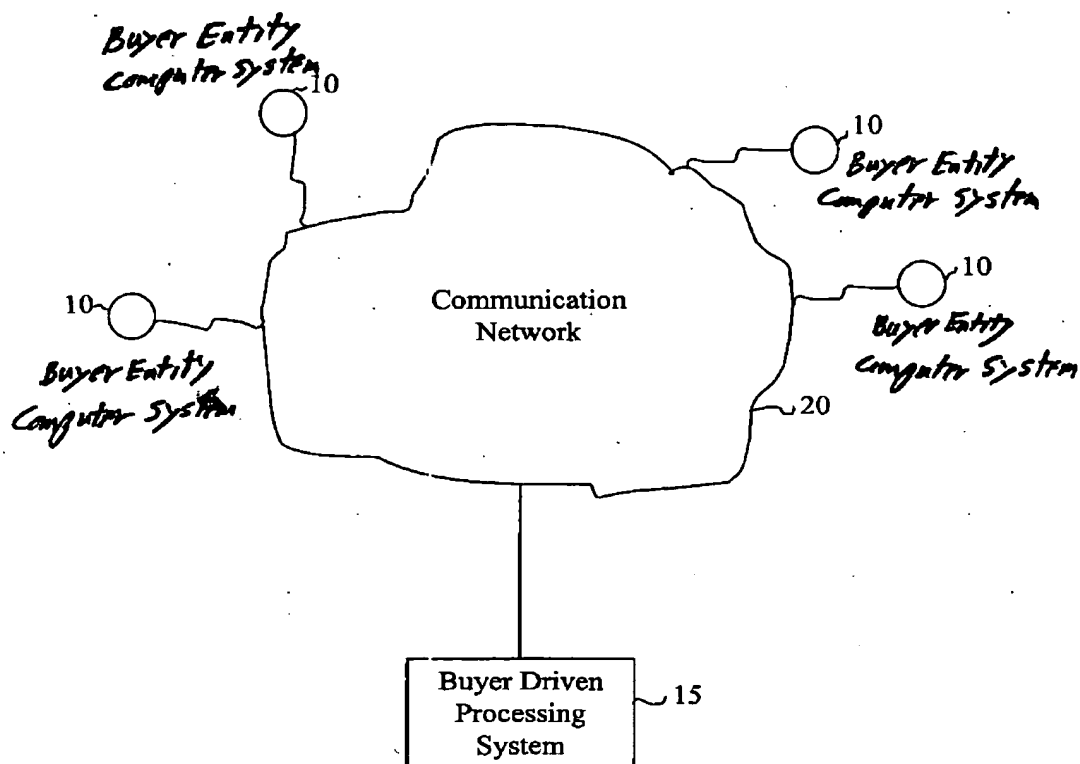 Buyer Entity
Computer System
10
10
Buyer Entity
Computer System
10
Buyer Entity
Computer System
10
Buyer Entity
Computer System
Communication
Network
20
Buyer Driven
Processing
System
15